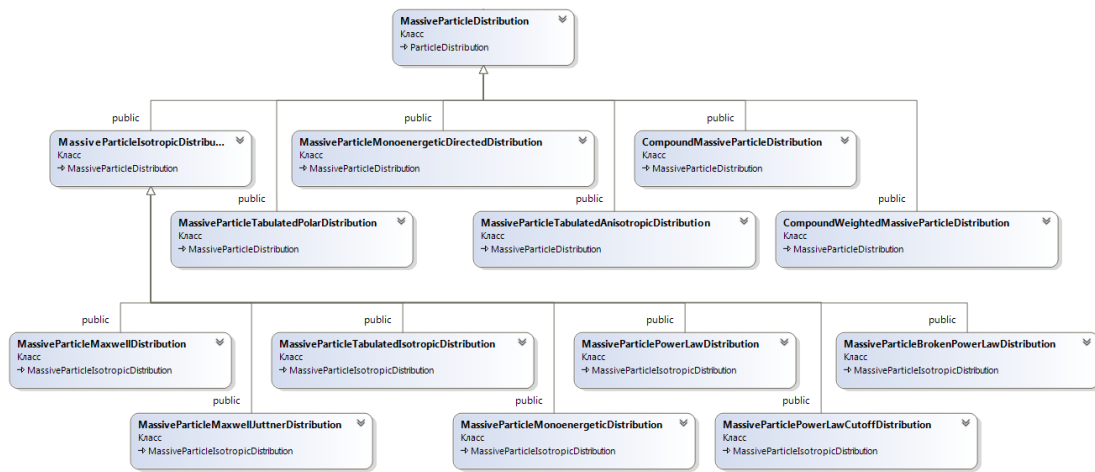 MassiveParticleDistribution
Класс
→ ParticleDistribution
public
public
public
MassiveParticleIsotropicDistribu...
Класс
→ MassiveParticleDistribution
MassiveParticleMonoenergeticDirectedDistribution
Класс
→ MassiveParticleDistribution
CompoundMassiveParticleDistribution
Класс
→ MassiveParticleDistribution
public
public
public
MassiveParticleTabulatedPolarDistribution
Класс
→ MassiveParticleDistribution
MassiveParticleTabulatedAnisotropicDistribution
Класс
→ MassiveParticleDistribution
CompoundWeightedMassiveParticleDistribution
Класс
→ MassiveParticleDistribution
public
public
public
public
MassiveParticleMaxwellDistribution
Класс
→ MassiveParticleIsotropicDistribution
MassiveParticleTabulatedIsotropicDistribution
Класс
→ MassiveParticleIsotropicDistribution
MassiveParticlePowerLawDistribution
Класс
→ MassiveParticleIsotropicDistribution
MassiveParticleBrokenPowerLawDistribution
Класс
→ MassiveParticleIsotropicDistribution
public
public
public
MassiveParticleMaxwellJuttnerDistribution
Класс
→ MassiveParticleIsotropicDistribution
MassiveParticleMonoenergeticDistribution
Класс
→ MassiveParticleIsotropicDistribution
MassiveParticlePowerLawCutoffDistribution
Класс
→ MassiveParticleIsotropicDistribution